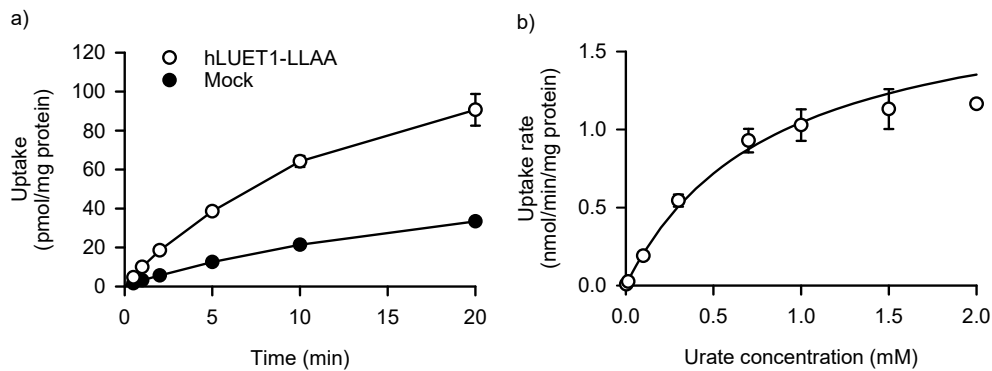 a)
120
100
80
60
40
20
0
Uptake
(pmol/mg protein)
hLUET1-LLAA
Mock
0 5 10 15 20
Time (min)
b)
1.5
1.0
0.5
0.0
Uptake rate
(nmol/min/mg protein)
0.0 0.5 1.0 1.5 2.0
Urate concentration (mM)